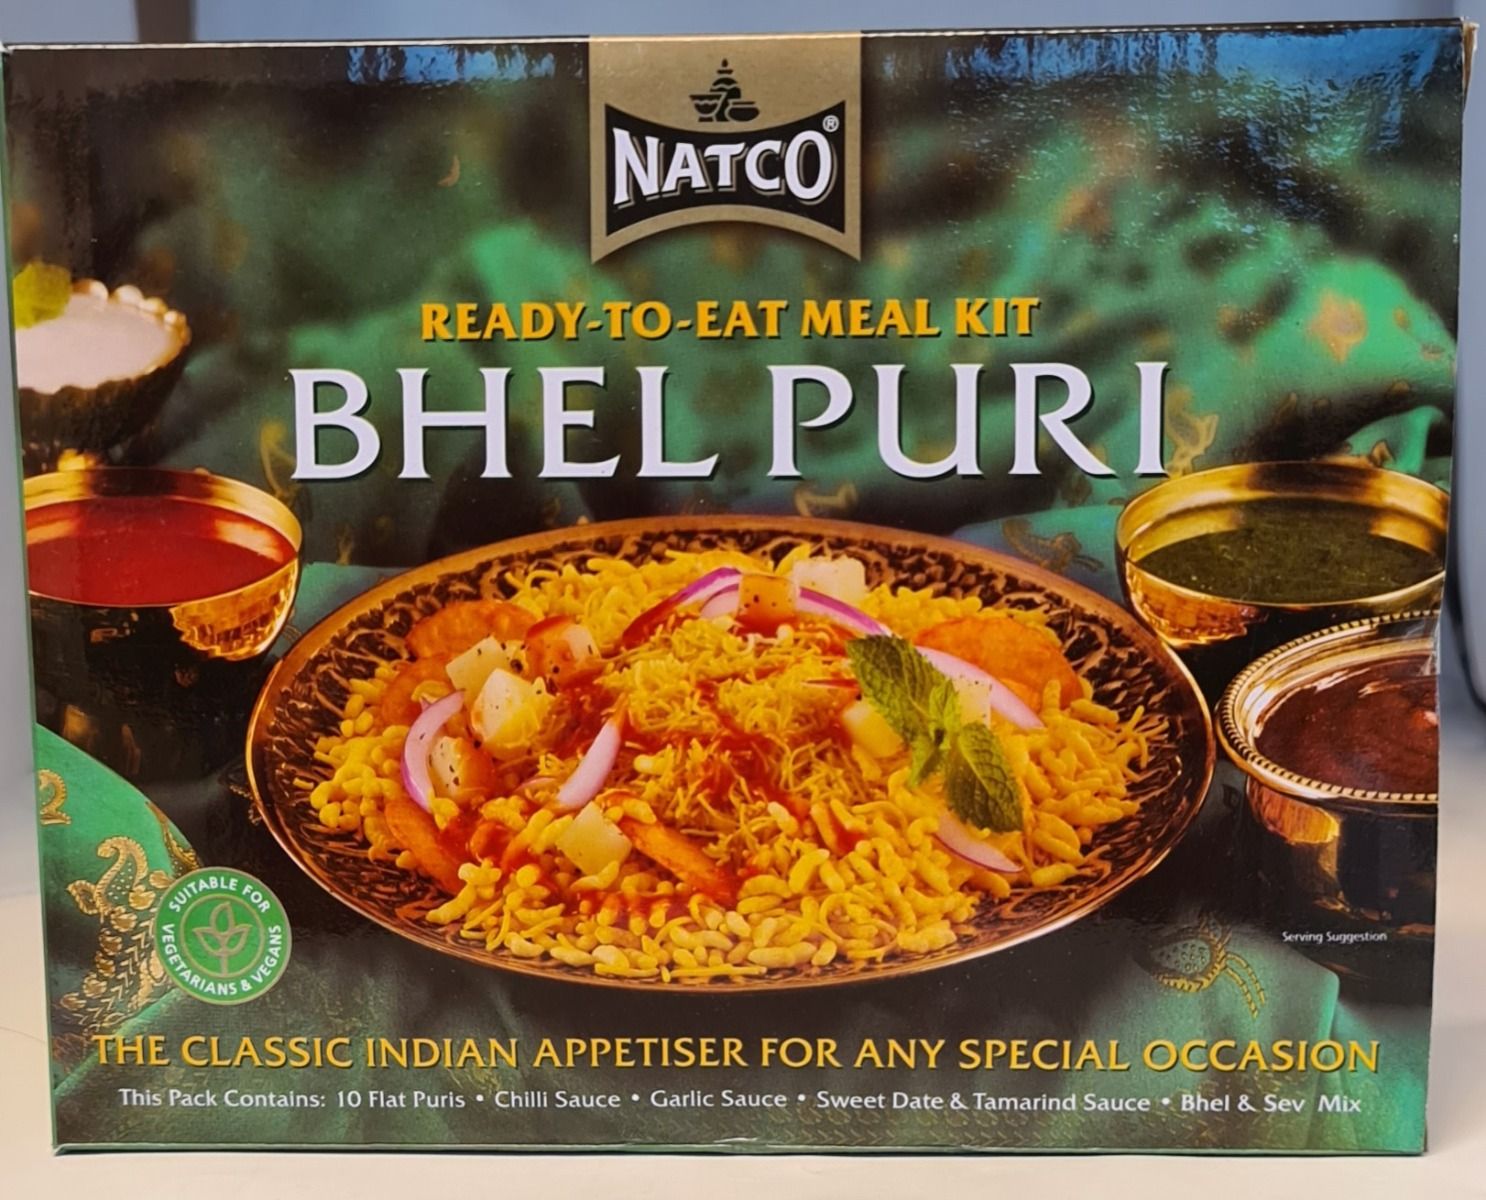 NATCO®
READY-TO-EAT MEAL KIT
BHEL PURI
SUITABLE FOR
VEGETARIANS & VEGANS
Serving Suggestion
THE CLASSIC INDIAN APPETISER FOR ANY SPECIAL OCCASION
This Pack Contains: 10 Flat Puris • Chilli Sauce • Garlic Sauce • Sweet Date & Tamarind Sauce • Bhel & Sev Mix